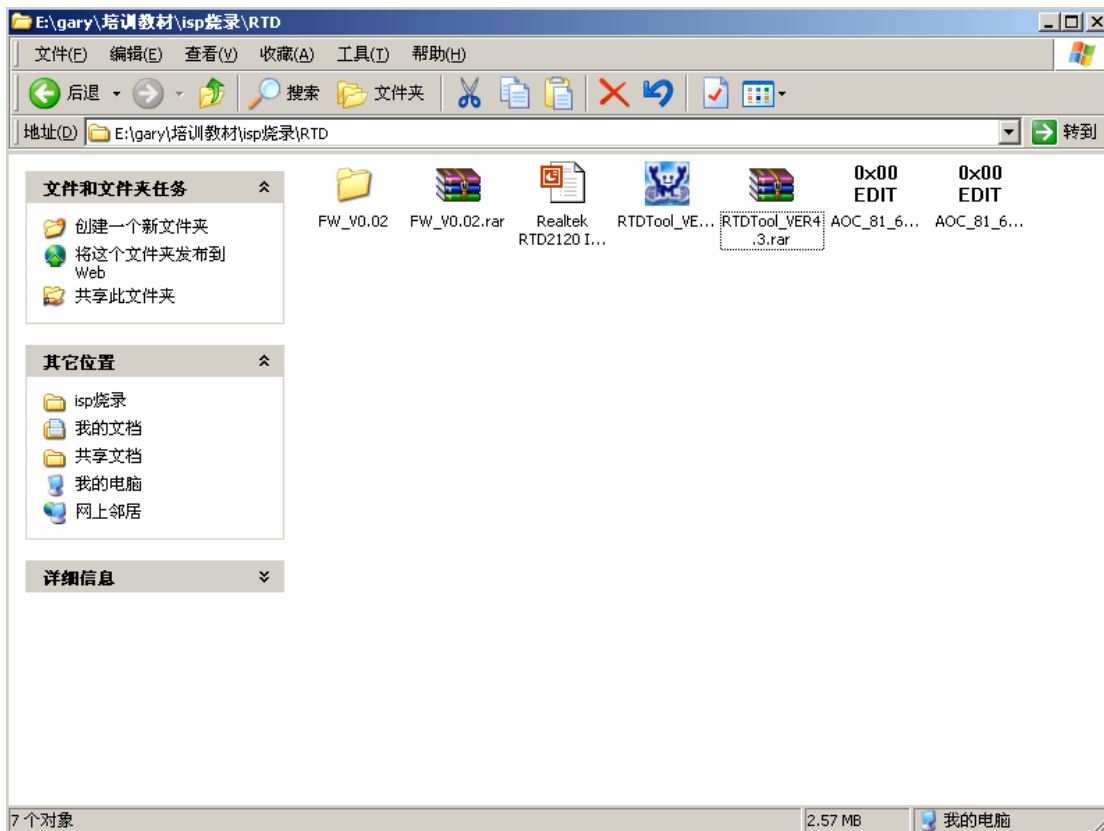 E:\gary\培训教材\isp烧录\RTD
文件(F) 编辑(E) 查看(V) 收藏(A) 工具(T) 帮助(H)
后退 搜索 文件夹
地址(D) E:\gary\培训教材\isp烧录\RTD 转到
文件和文件夹任务
创建一个新文件夹
将这个文件夹发布到
Web
共享此文件夹
其它位置
isp烧录
我的文档
共享文档
我的电脑
网上邻居
详细信息
FW_V0.02
FW_V0.02.rar
Realtek
RTD2120 I...
RTDTool_VE...
RTDTool_VER4
.3.rar
0x00
EDIT
AOC_81_6...
0x00
EDIT
AOC_81_6...
7 个对象 2.57 MB 我的电脑